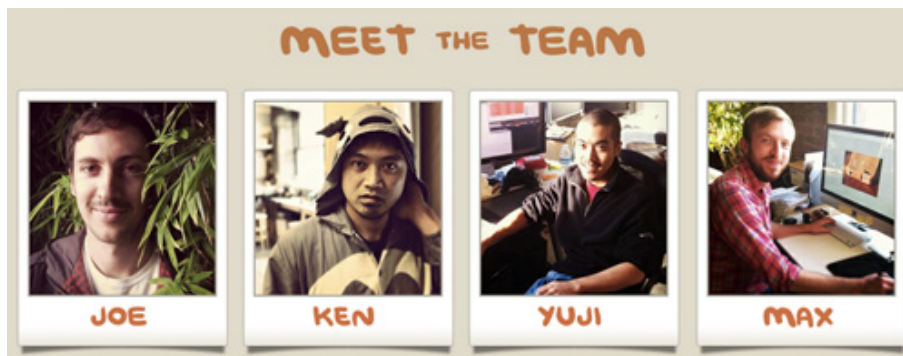 MEET THE TEAM
JOE
KEN
YUJI
MAX